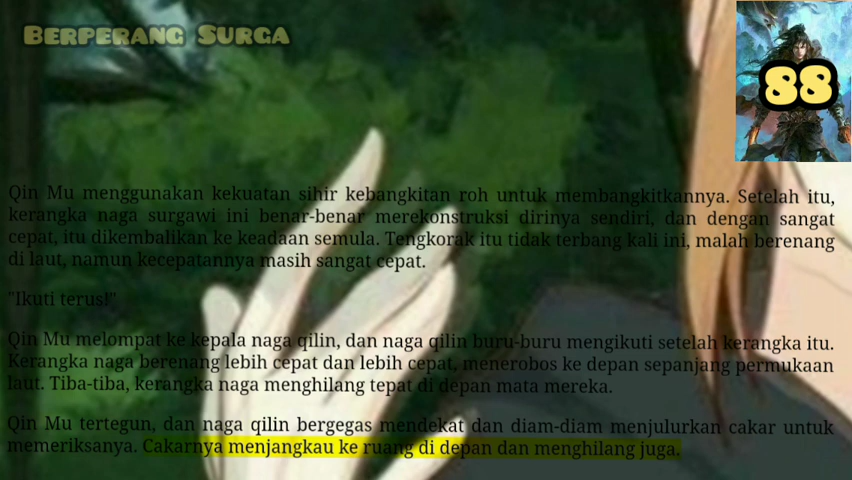 Berperang Surga
88
Qin Mu menggunakan kekuatan sihir kebangkitan roh untuk membangkitkannya. Setelah itu,
kerangka naga surgawi ini benar-benar merekonstruksi dirinya sendiri, dan dengan sangat
cepat, itu dikembalikan ke keadaan semula. Tengkorak itu tidak terbang kali ini, malah berenang
di laut, namun kecepatannya masih sangat cepat.
"Ikuti terus!"
Qin Mu melompat ke kepala naga qilin, dan naga qilin buru-buru mengikuti setelah kerangka itu.
Kerangka naga berenang lebih cepat dan lebih cepat, menerobos ke depan sepanjang permukaan
laut. Tiba-tiba, kerangka naga menghilang tepat di depan mata mereka.
Qin Mu tertegun, dan naga qilin bergegas mendekat dan diam-diam menjulurkan cakar untuk
memeriksanya. Cakarnya menjangkau ke ruang di depan dan menghilang juga.